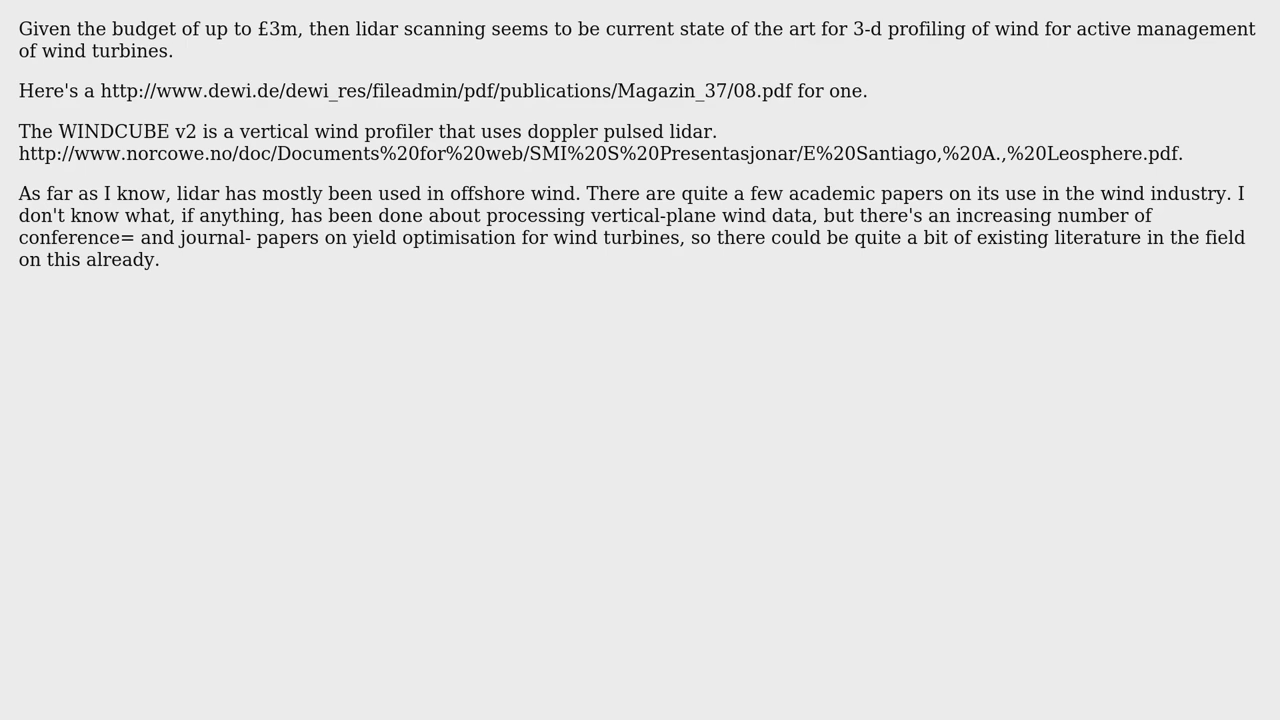 Given the budget of up to £3m, then lidar scanning seems to be current state of the art for 3-d profiling of wind for active management
of wind turbines.
Here's a http://www.dewi.de/dewi_res/fileadmin/pdf/publications/Magazin_37/08.pdf for one.
The WINDCUBE v2 is a vertical wind profiler that uses doppler pulsed lidar.
http://www.norcowe.no/doc/Documents%20for%20web/SMI%20S%20Presentasjonar/E%20Santiago,%20A.,%20Leosphere.pdf.
As far as I know, lidar has mostly been used in offshore wind. There are quite a few academic papers on its use in the wind industry. I
don't know what, if anything, has been done about processing vertical-plane wind data, but there's an increasing number of
conference= and journal- papers on yield optimisation for wind turbines, so there could be quite a bit of existing literature in the field
on this already.